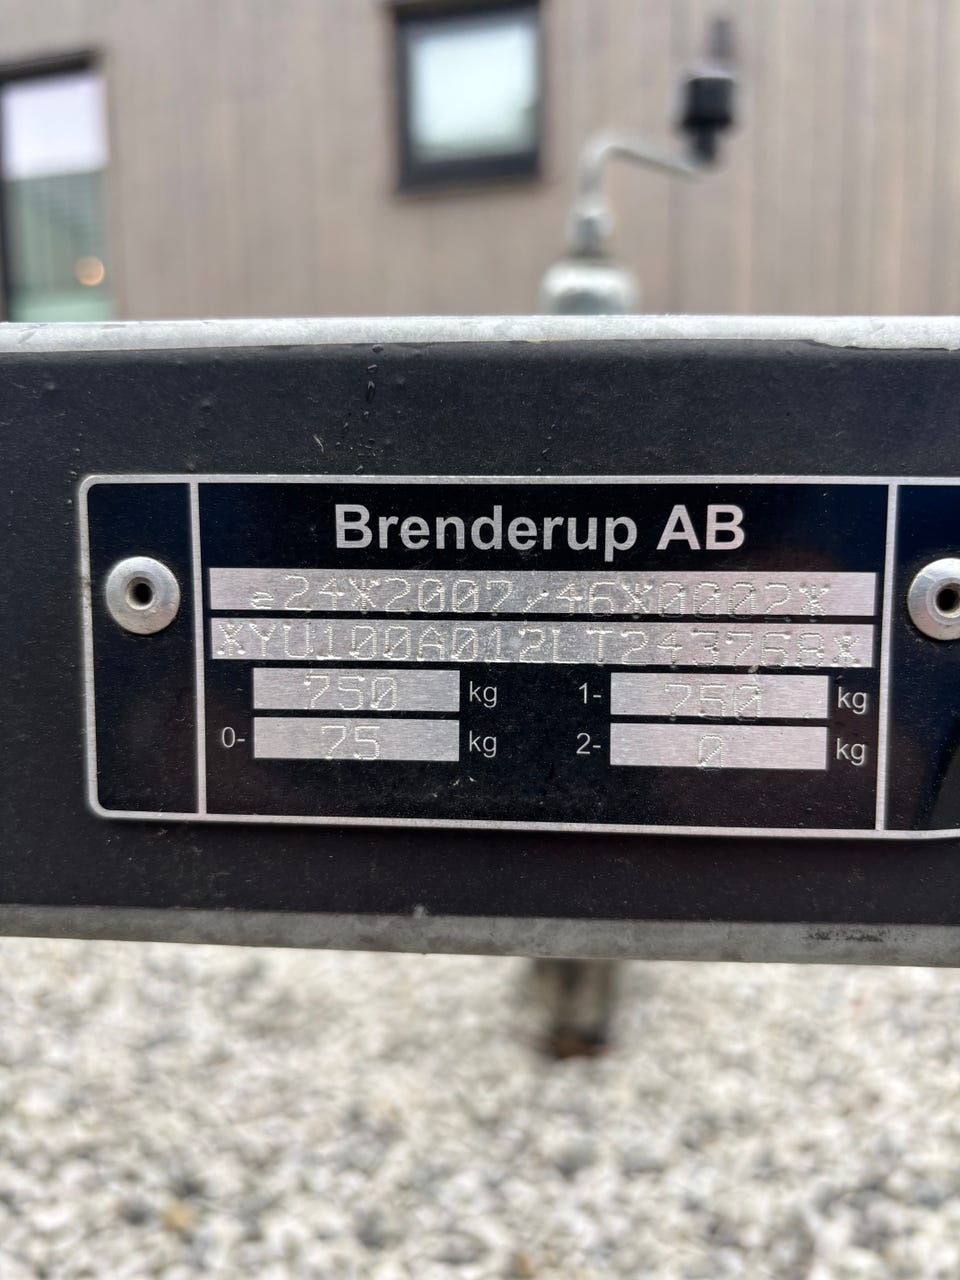 Brenderup AB
e24*2007/46*0002*
*YU100A012LT243768*
750 kg 1- 750 kg
0- 75 kg 2- 0 kg